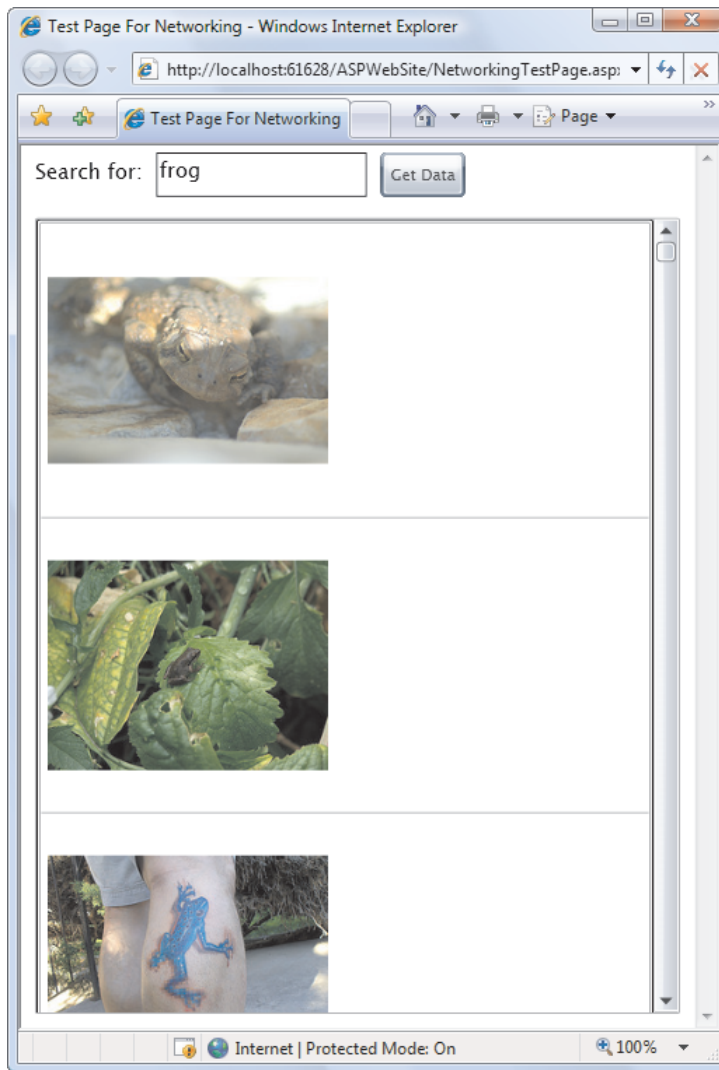 Test Page For Networking - Windows Internet Explorer
http://localhost:61628/ASPWebSite/NetworkingTestPage.asp
Test Page For Networking
Page
Search for: frog Get Data
Internet | Protected Mode: On 100%